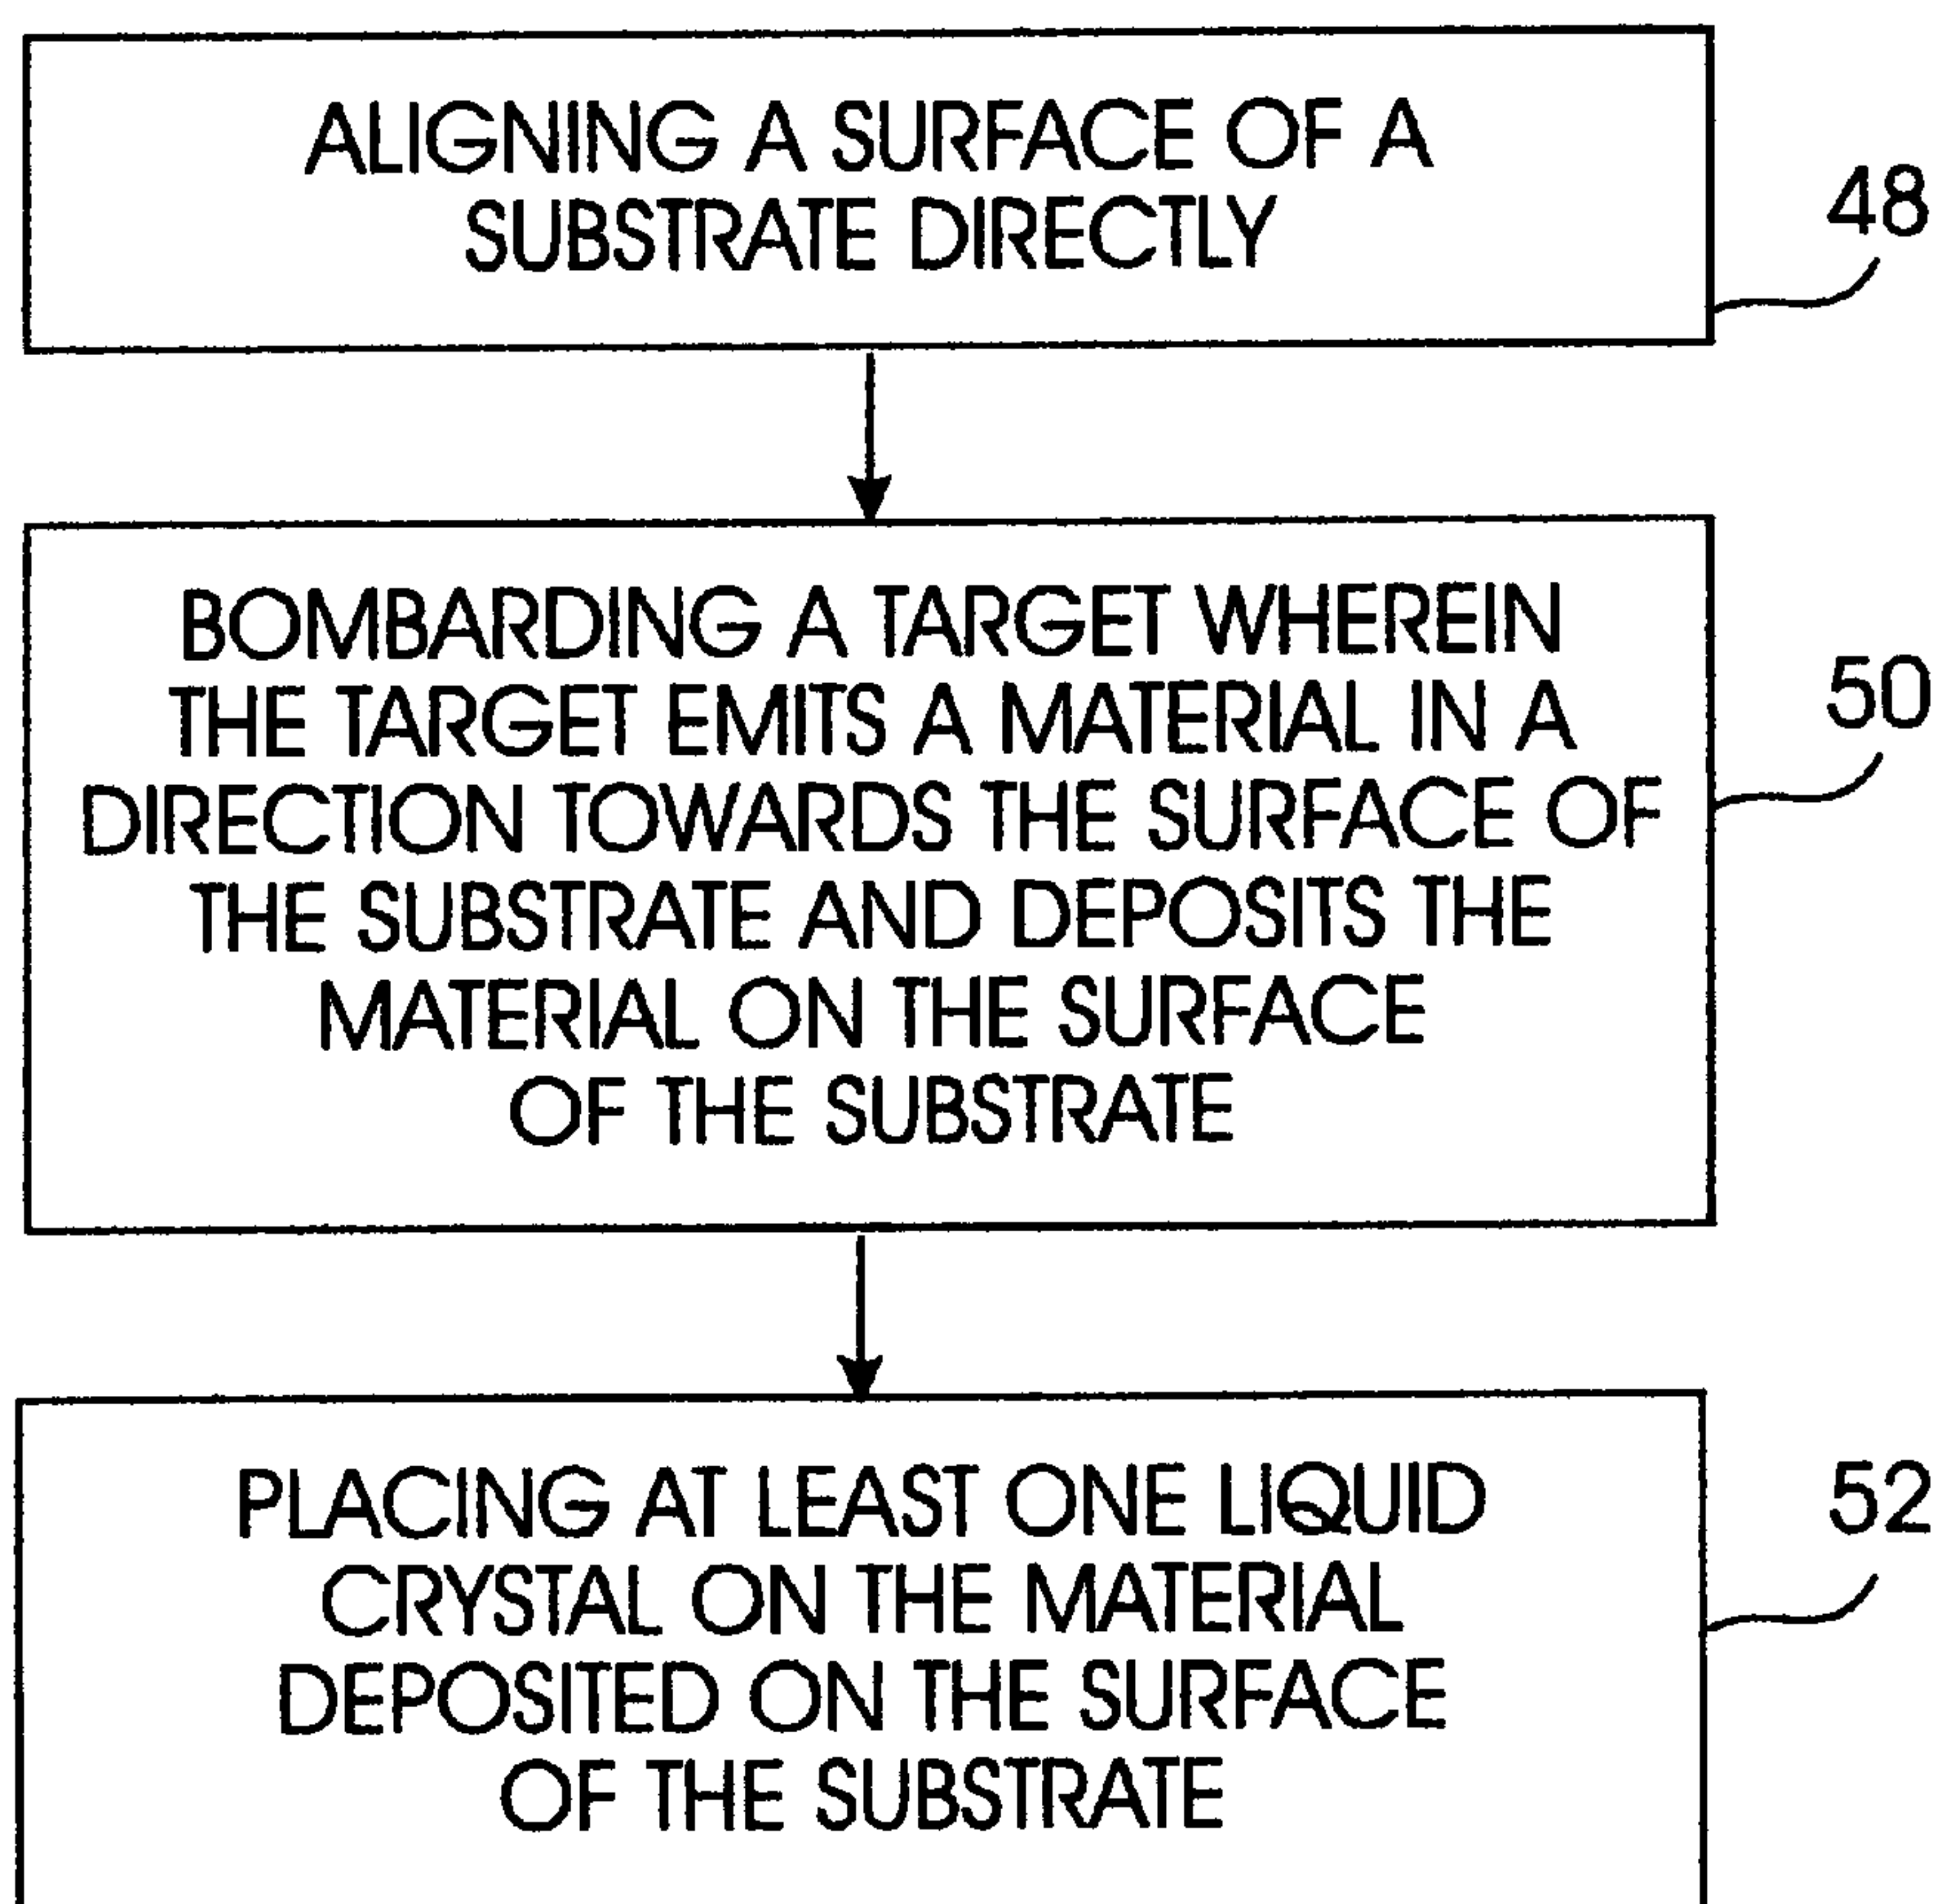 ALIGNING A SURFACE OF A
SUBSTRATE DIRECTLY
48
BOMBARDING A TARGET WHEREIN
THE TARGET EMITS A MATERIAL IN A
DIRECTION TOWARDS THE SURFACE OF
THE SUBSTRATE AND DEPOSITS THE
MATERIAL ON THE SURFACE
OF THE SUBSTRATE
50
PLACING AT LEAST ONE LIQUID
CRYSTAL ON THE MATERIAL
DEPOSITED ON THE SURFACE
OF THE SUBSTRATE
52